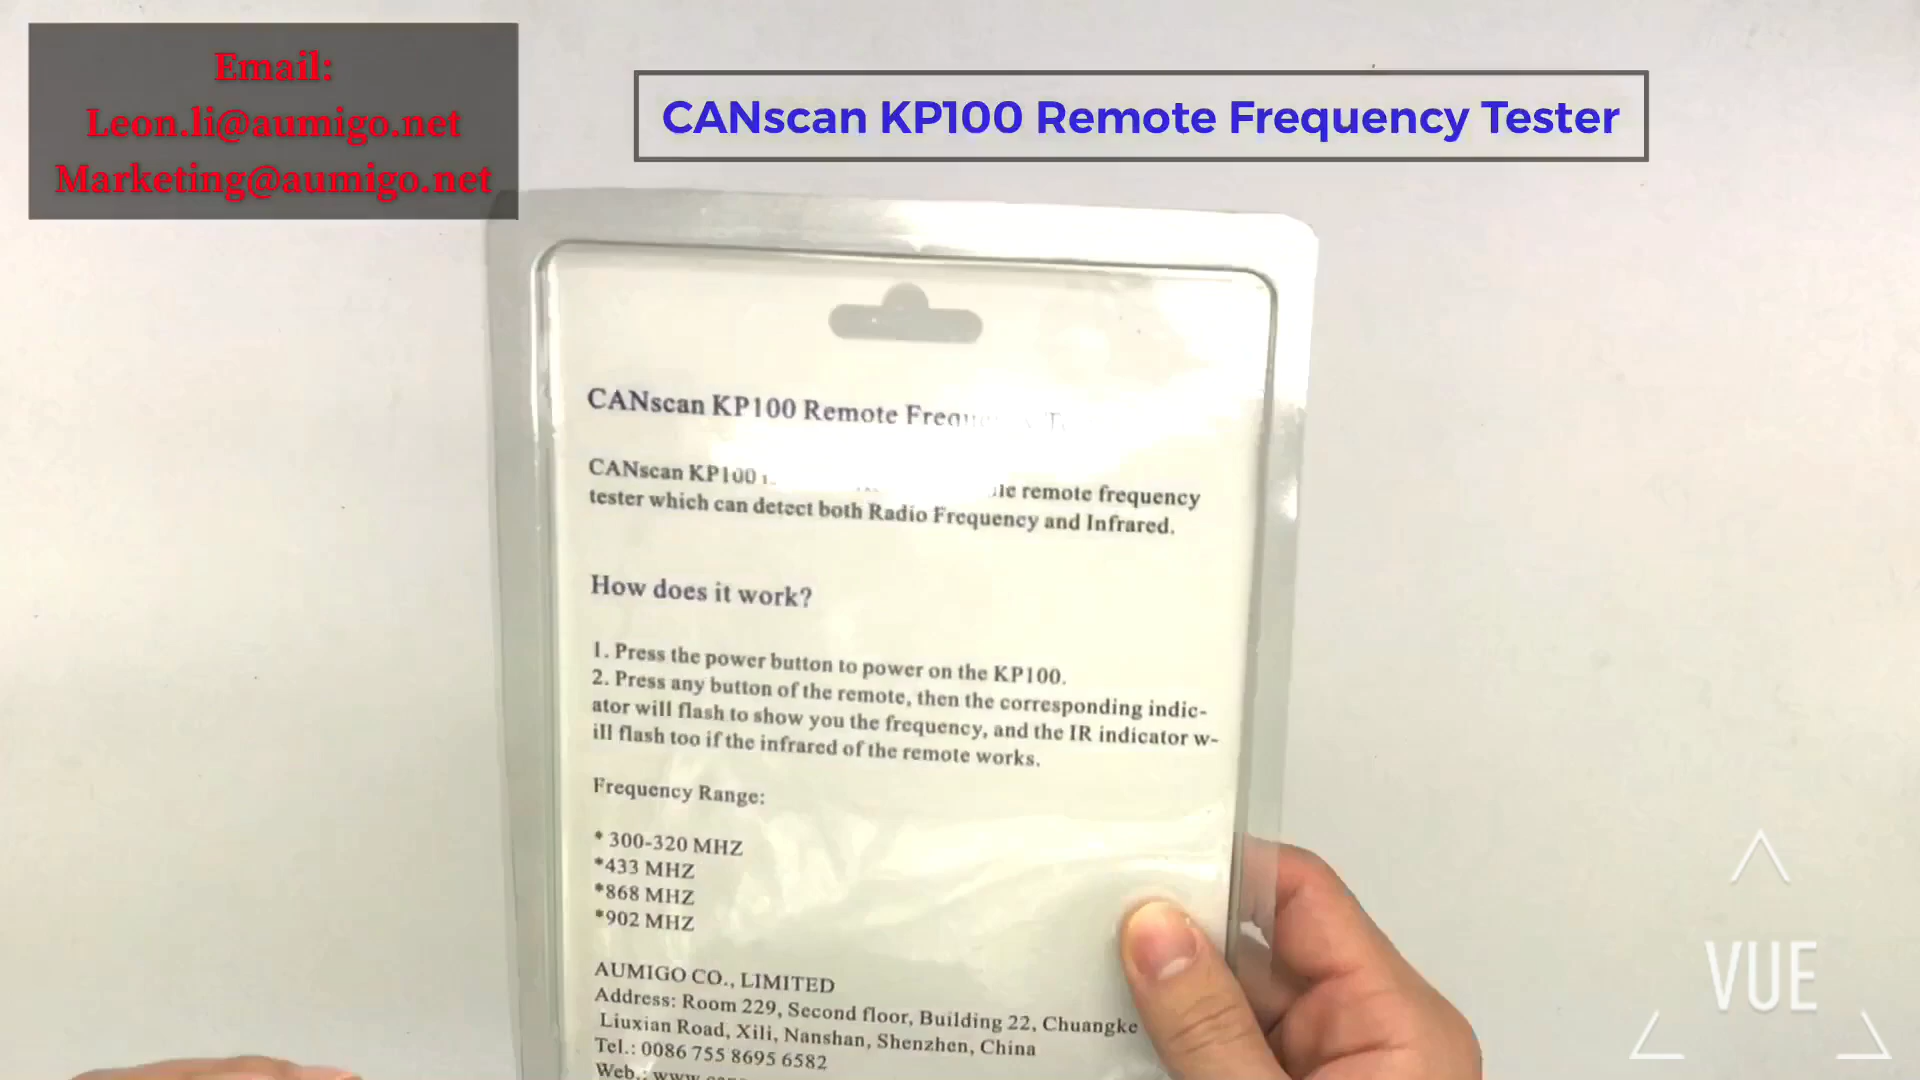 Email:
Leon.li@aumigo.net
Marketing@aumigo.net
CANscan KP100 Remote Frequency Tester
CANscan KP100 Remote
CANscan KP100
remote frequency
tester which can detect both Radio Frequency and Infrared.
How does it work?
1. Press the power button to power on the KP100.
2. Press any button of the remote, then the corresponding indic-
ator will flash to show you the frequency, and the IR indicator w-
ill flash too if the infrared of the remote works.
Frequency Range:
* 300-320 MHZ
*433 MHZ
*868 MHZ
*902 MHZ
AUMIGO CO., LIMITED
Address: Room 229, Second floor, Building 22, Chuangke
Liuxian Road, Xili, Nanshan, Shenzhen, China
Tel.: 0086 755 8695 6582
Web.:
VUE